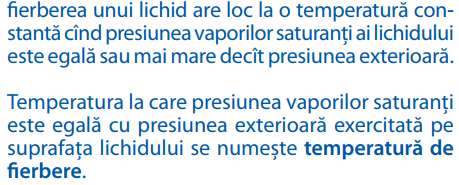 fierberea unui lichid are loc la o temperatură con-
stantă cînd presiunea vaporilor saturanți ai lichidului
este egală sau mai mare decît presiunea exterioară.
Temperatura la care presiunea vaporilor saturanți
este egală cu presiunea exterioară exercitată pe
suprafața lichidului se numește temperatură de
fierbere.